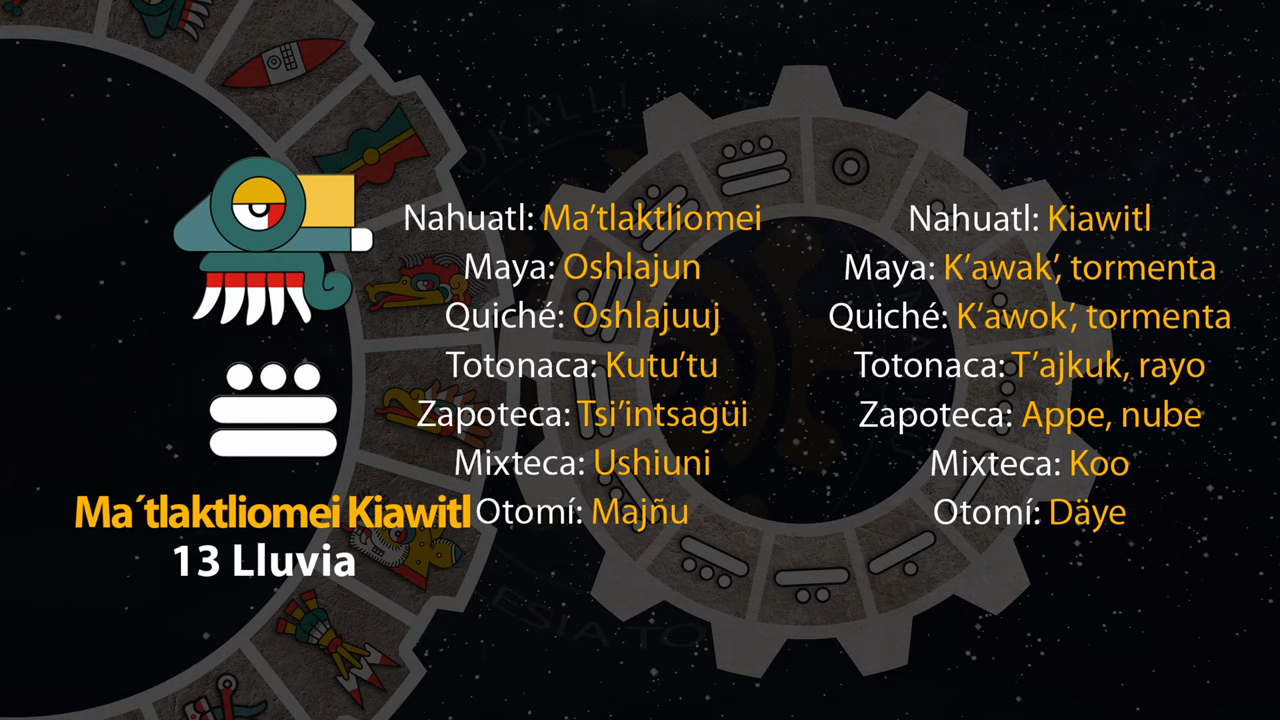 Nahuatl: Ma’tlaktliomei
Maya: Oshlajun
Quiché: Oshlajuuj
Totonaca: Kutu’tu
Zapoteca: Tsi’intsagüi
Mixteca: Ushiuni
Otomí: Majñu
Nahuatl: Kiawitl
Maya: K’awak’, tormenta
Quiché: K’awok’, tormenta
Totonaca: T’ajkuk, rayo
Zapoteca: Appe, nube
Mixteca: Koo
Otomí: Däye
Ma´tlaktliomei Kiawitl
13 Lluvia